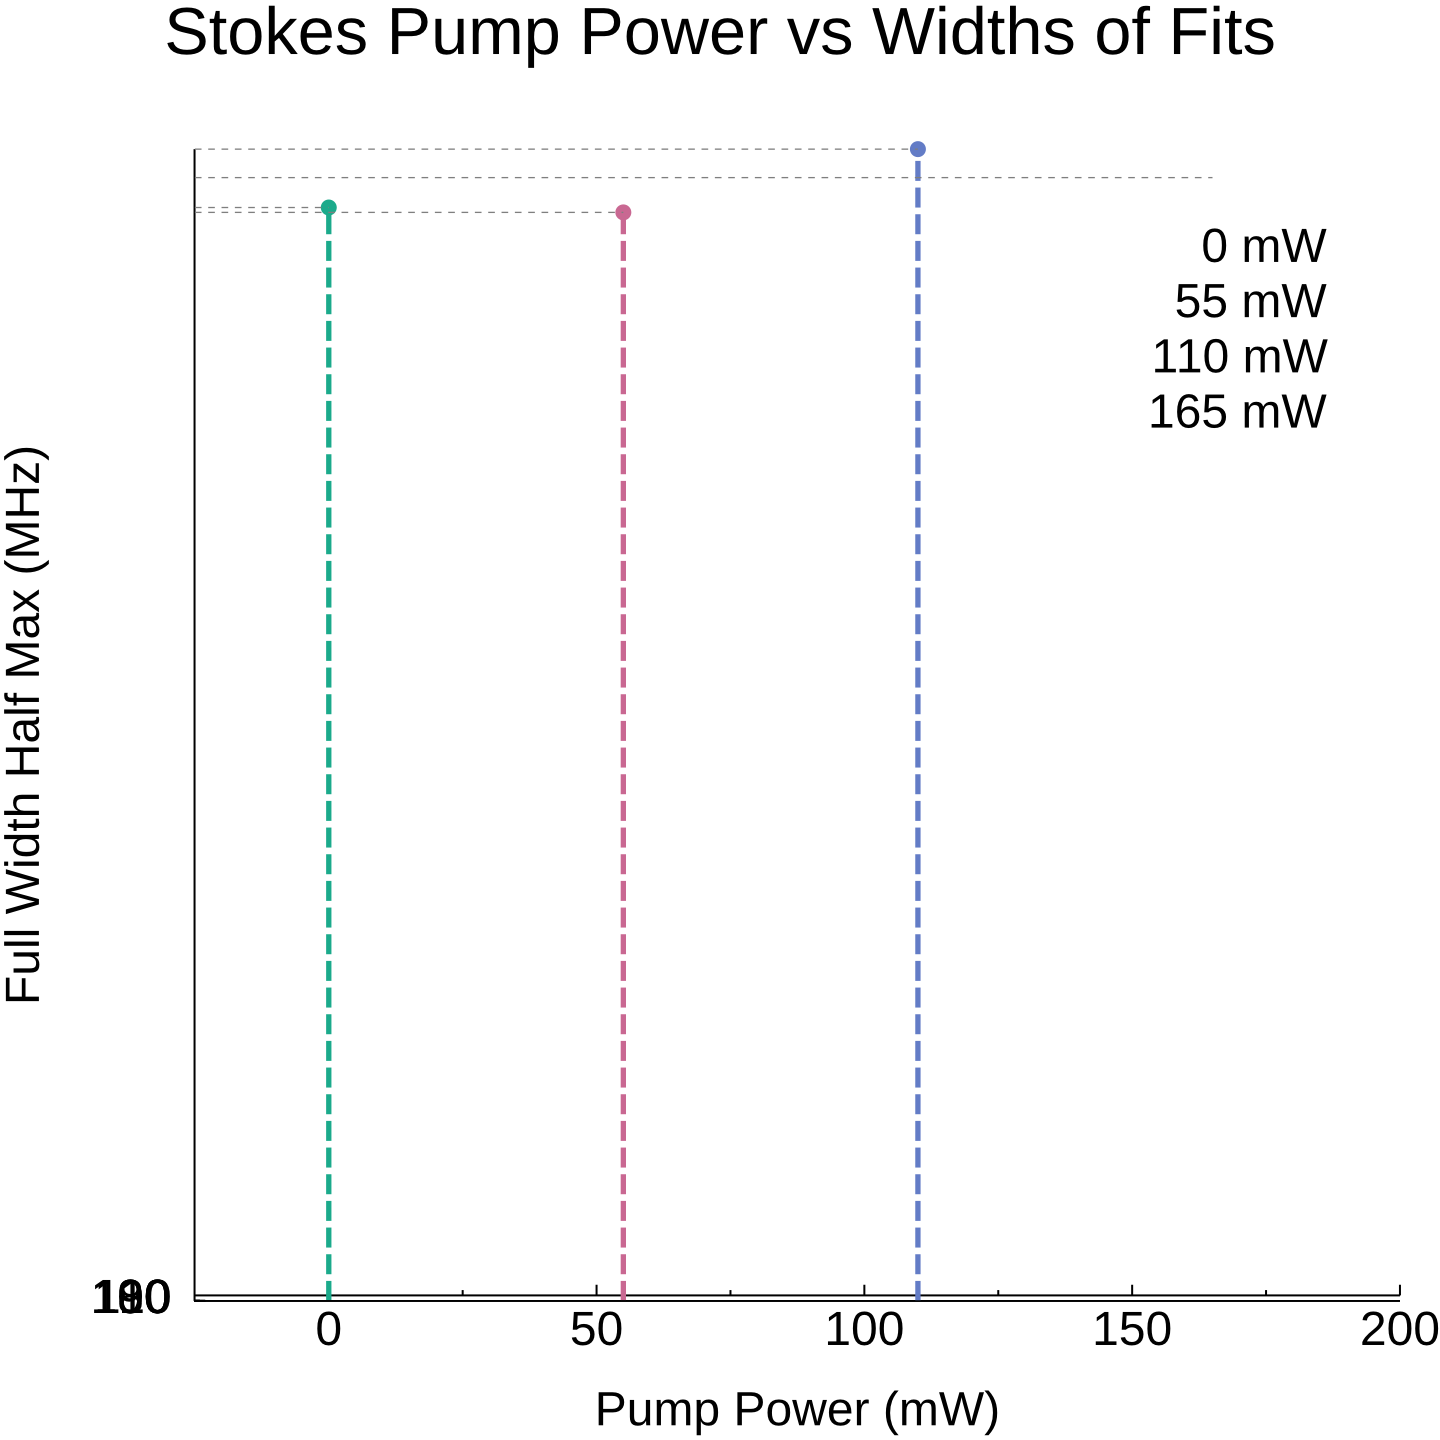 Stokes Pump Power vs Widths of Fits
0 mW
55 mW
110 mW
165 mW
Full Width Half Max (MHz)
0
50
100
150
200
Pump Power (mW)